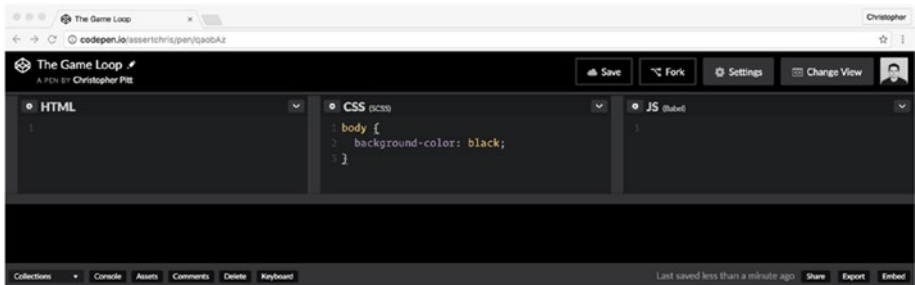 The Game Loop
Christopher
codepen.io/assertchris/pen/qaobAz
The Game Loop
A PEN BY Christopher Pitt
Save
Fork
Settings
Change View
HTML
1
CSS (SCSS)
1 body {
2 background-color: black;
3 }
JS (Babel)
1
Collections
Console
Assets
Comments
Delete
Keyboard
Last saved less than a minute ago
Share
Export
Embed